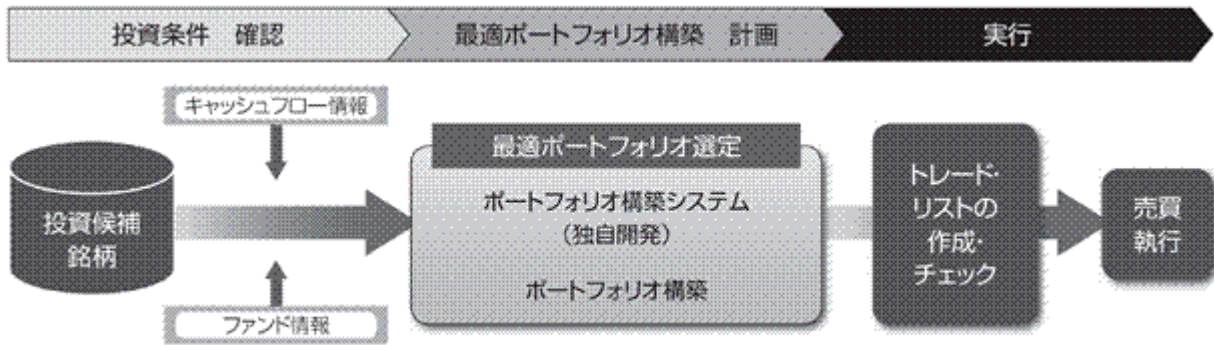 投資条件 確認
最適ポートフォリオ構築 計画
実行
キャッシュフロー情報
投資候補
銘柄
ファンド情報
最適ポートフォリオ選定
ポートフォリオ構築システム
(独自開発)
ポートフォリオ構築
トレード・
リストの
作成・
チェック
売買
執行